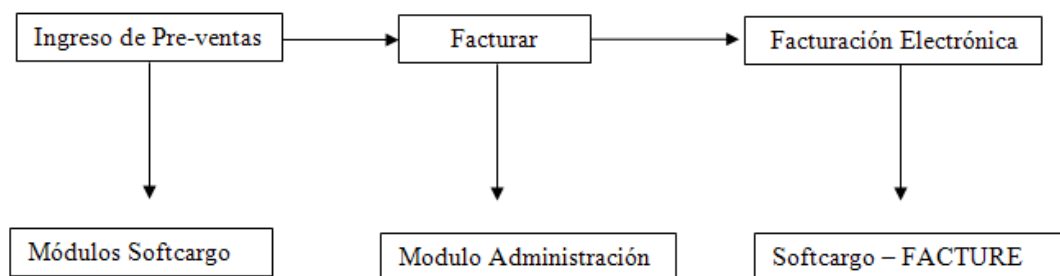 Ingreso de Pre-ventas
Facturar
Facturación Electrónica
Módulos Softcargo
Modulo Administración
Softcargo – FACTURE